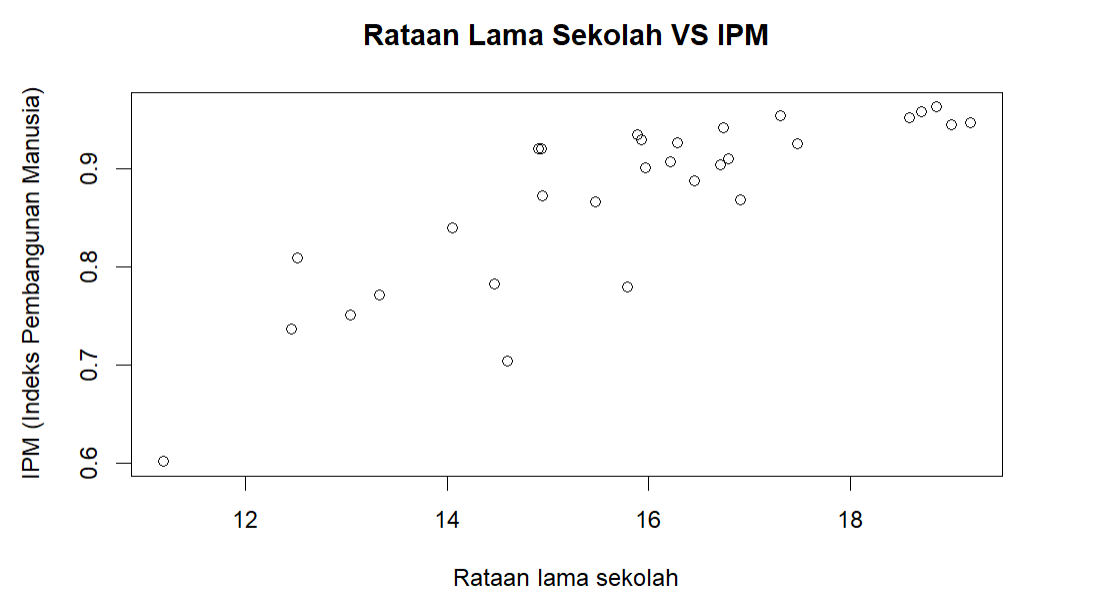 Rataan Lama Sekolah VS IPM
IPM (Indeks Pembangunan Manusia)
0.9
0.8
0.7
0.6
12 14 16 18
Rataan lama sekolah